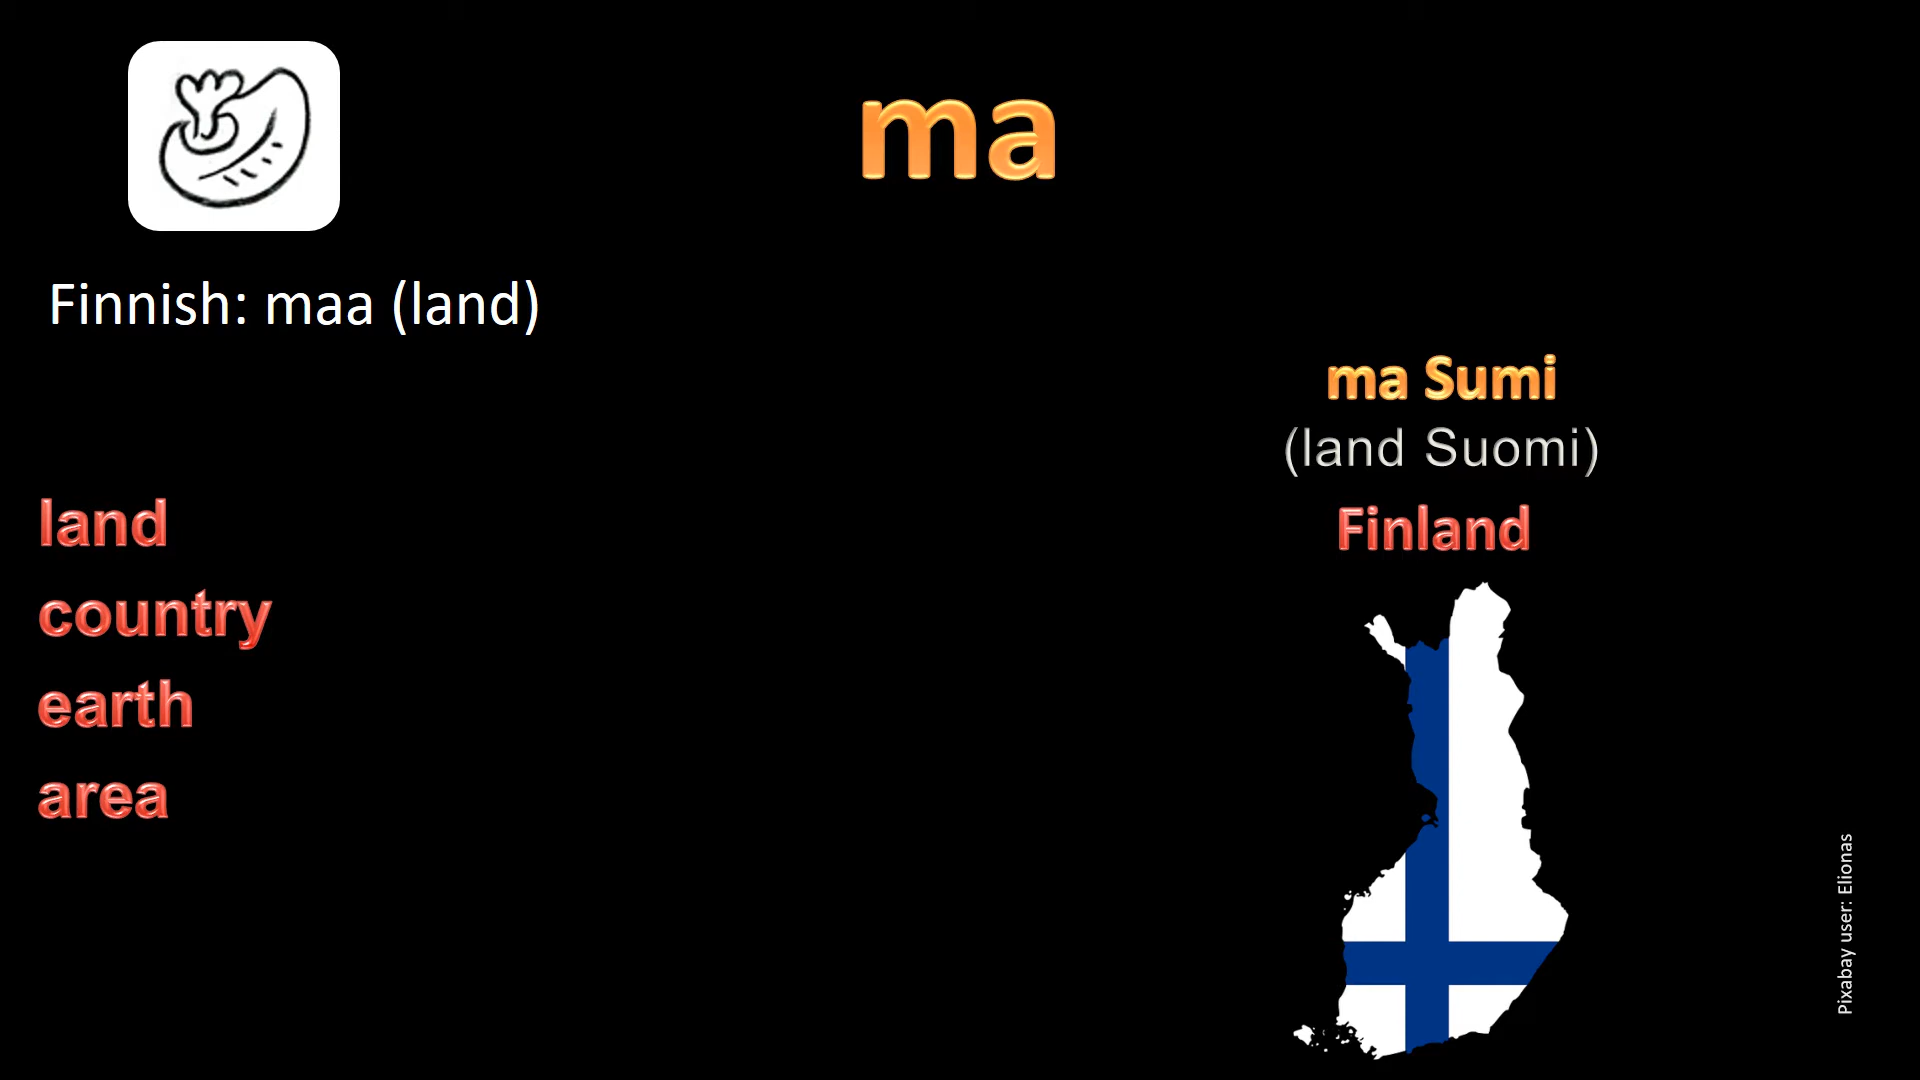 ma
Finnish: maa (land)
ma Sumi
(land Suomi)
Finland
land
country
earth
area
Pixabay user: Elionas